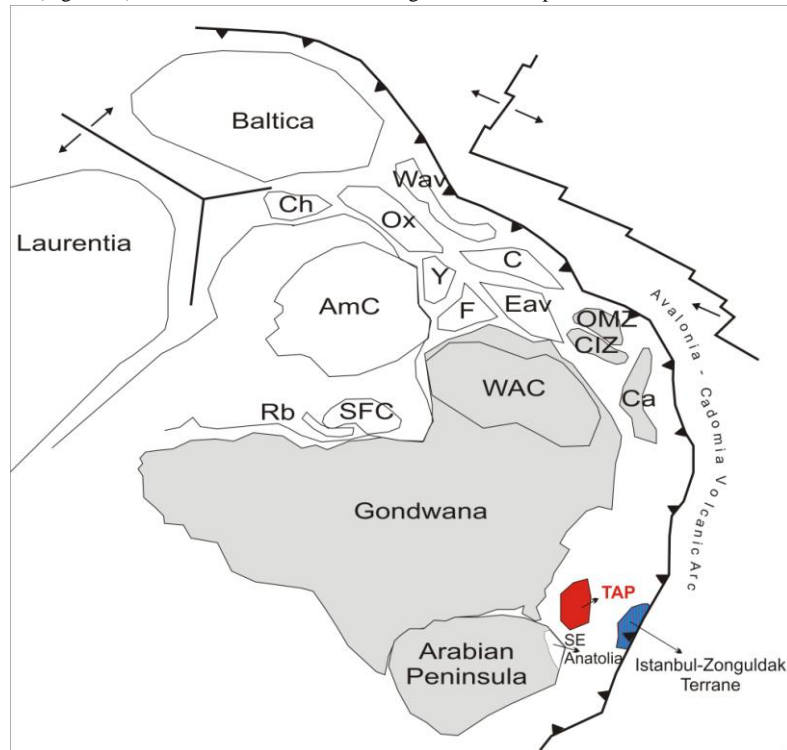 Baltica
Wav
Ch
Ox
Laurentia
C
Y
AmC
F
Eav
OMZ
CIZ
WAC
Ca
Rb
SFC
Avalonia - Cadomia Volcanic Arc
Gondwana
TAP
SE
Anatolia
Arabian
Peninsula
Istanbul-Zonguldak
Terrane